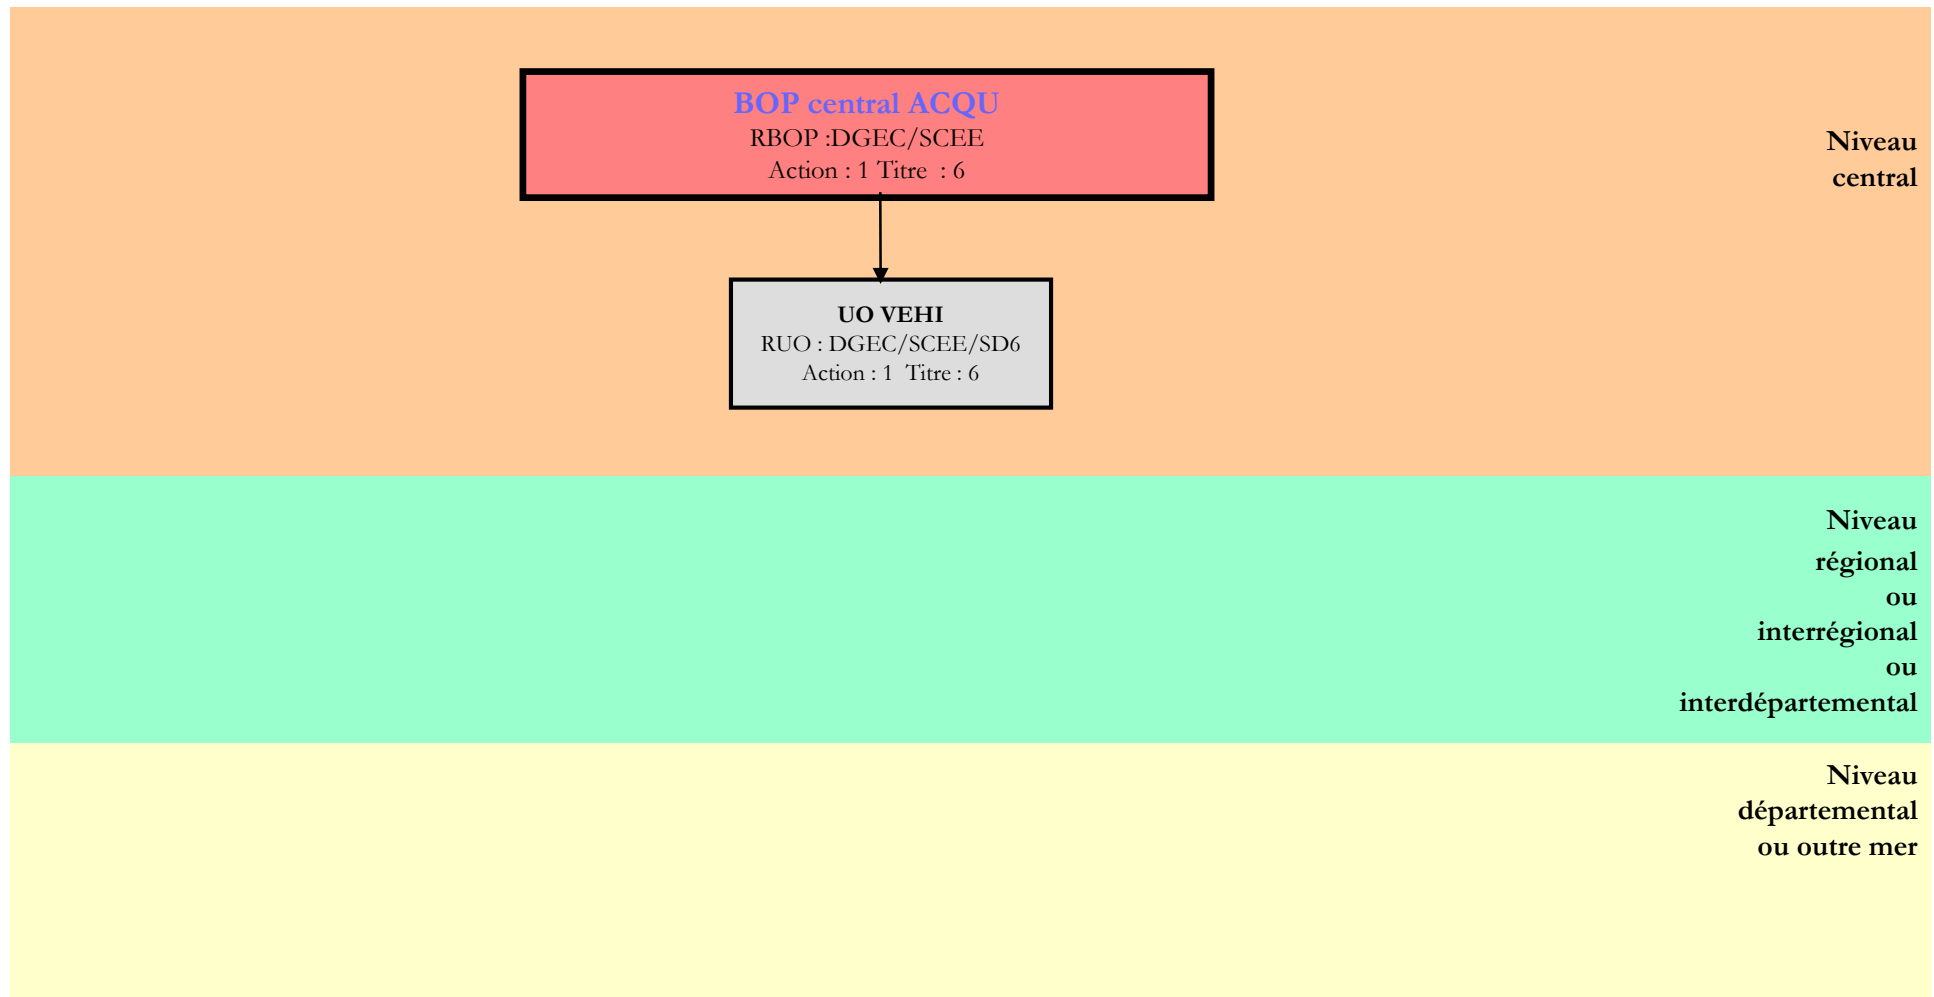 BOP central ACQU
RBOP :DGEC/SCEE
Action : 1 Titre  : 6
Niveau
central
UO VEHI
RUO : DGEC/SCEE/SD6
Action : 1  Titre : 6
Niveau
régional
ou
interrégional
ou
interdépartemental
Niveau
départemental
ou outre mer